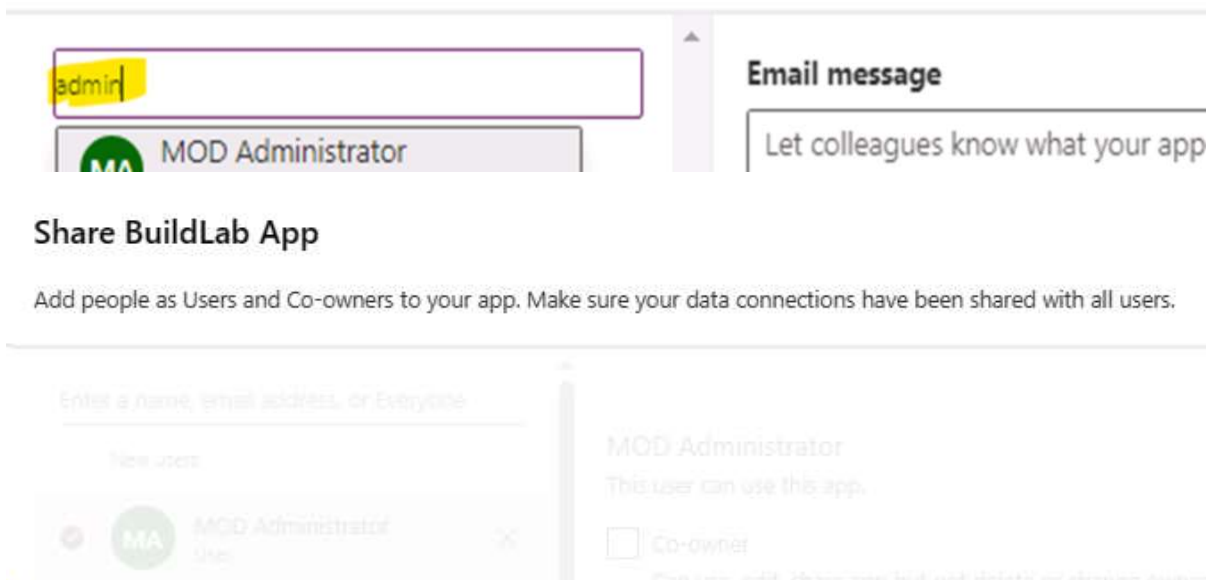 admin
Email message
MA MOD Administrator
Let colleagues know what your app
Share BuildLab App
Add people as Users and Co-owners to your app. Make sure your data connections have been shared with all users.
Enter a name, email address, or Everyone
MOD Administrator
New users
This user can use this app.
MA MOD Administrator
User
Co-owner